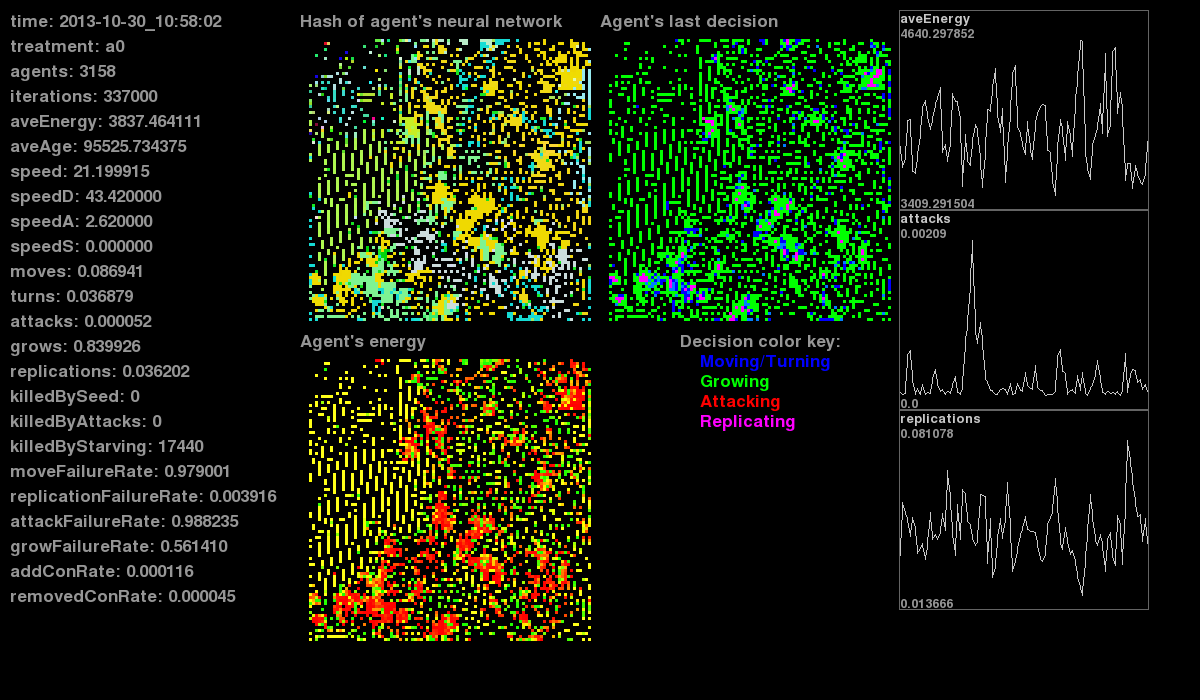 time: 2013-10-30_10:58:02
treatment: a0
agents: 3158
iterations: 337000
aveEnergy: 3837.464111
aveAge: 95525.734375
speed: 21.199915
speedD: 43.420000
speedA: 2.620000
speedS: 0.000000
moves: 0.086941
turns: 0.036879
attacks: 0.000052
grows: 0.839926
replications: 0.036202
killedBySeed: 0
killedByAttacks: 0
killedByStarving: 17440
moveFailureRate: 0.979001
replicationFailureRate: 0.003916
attackFailureRate: 0.988235
growFailureRate: 0.561410
addConRate: 0.000116
removedConRate: 0.000045
Hash of agent's neural network
Agent's last decision
Agent's energy
Decision color key:
Moving/Turning
Growing
Attacking
Replicating
aveEnergy
4640.297852
3409.291504
attacks
0.00209
0.0
replications
0.081078
0.013666